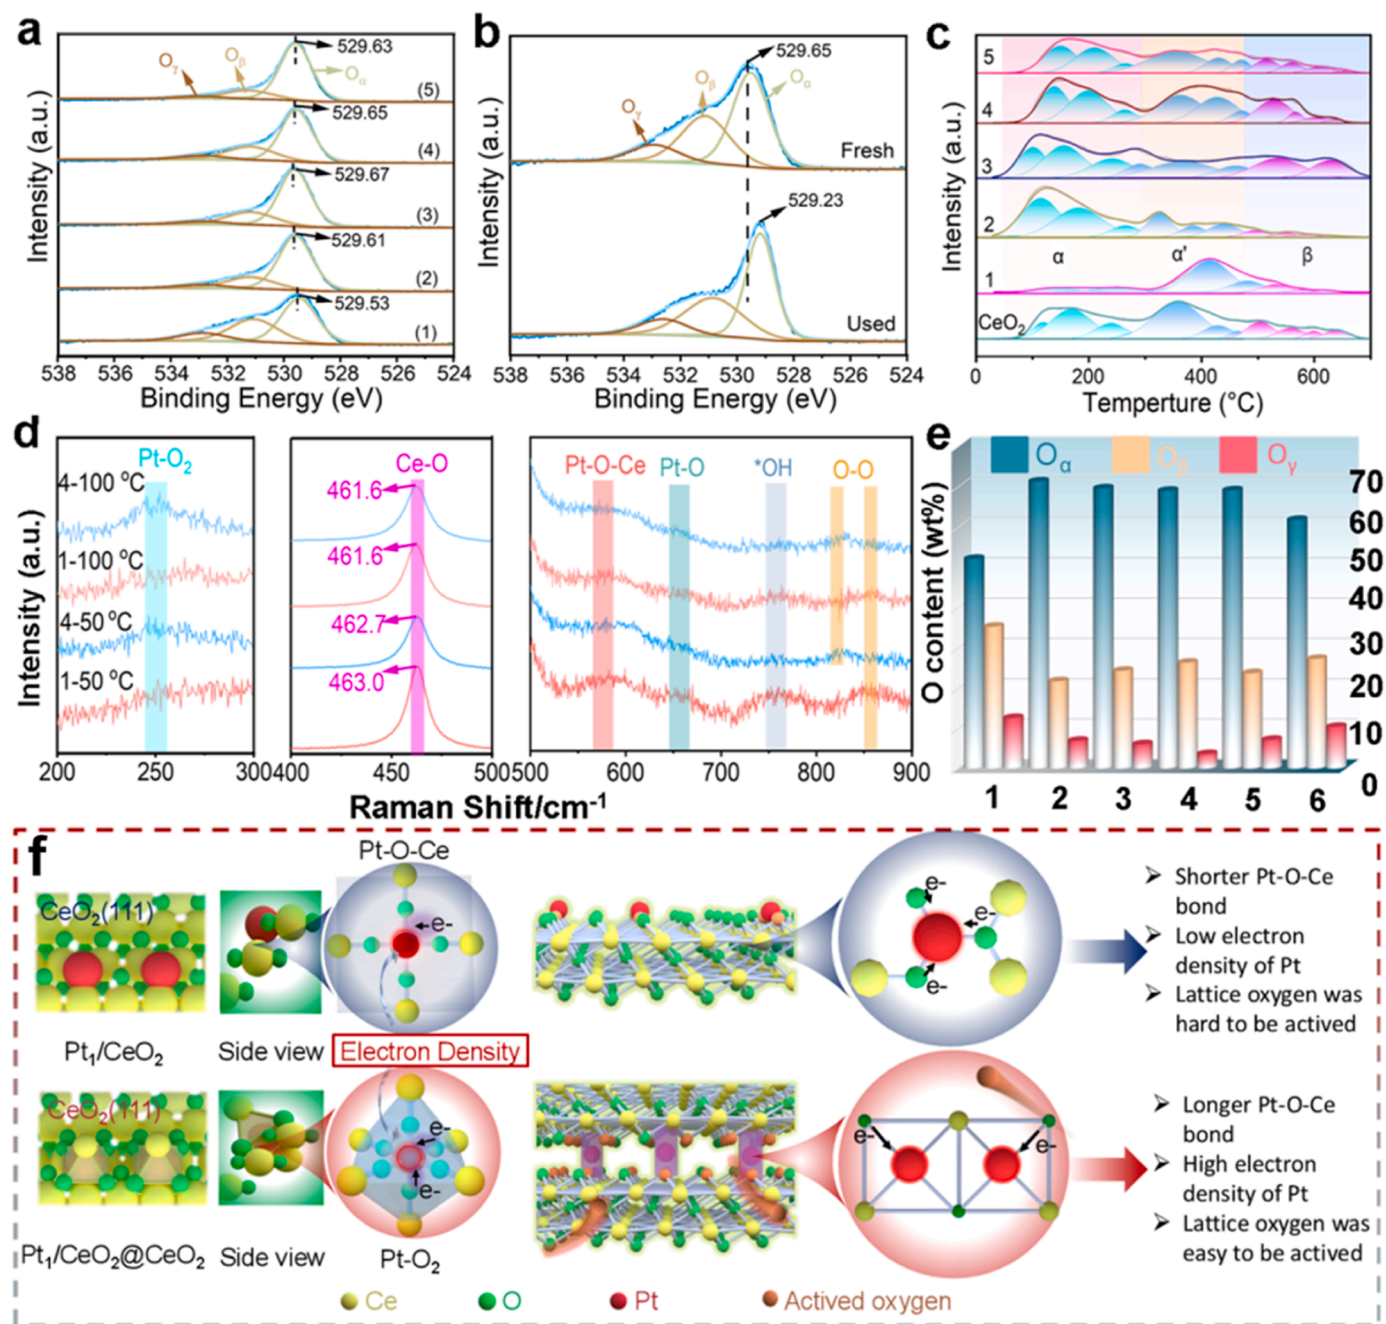 a
529.63
Oγ
Oβ
Oα
(5)
529.65
(4)
529.67
(3)
529.61
(2)
529.53
(1)
Intensity (a.u.)
538 536 534 532 530 528 526 524
Binding Energy (eV)
b
529.65
Oγ
Oβ
Oα
Fresh
529.23
Used
Intensity (a.u.)
538 536 534 532 530 528 526 524
Binding Energy (eV)
c
5
4
3
2
α α' β
1
CeO2
Intensity (a.u.)
0 200 400 600
Temperture (°C)
d
Pt-O2
4-100 °C
1-100 °C
4-50 °C
1-50 °C
Intensity (a.u.)
200 250 300
Ce-O
461.6
461.6
462.7
463.0
400 450 500
Pt-O-Ce Pt-O *OH O-O
500 600 700 800 900
Raman Shift/cm-1
e
Oα Oβ Oγ
O content (wt%)
70
60
50
40
30
20
10
0
1 2 3 4 5 6
f
Pt-O-Ce
CeO2(111)
e-
e-
e-
e-
Pt1/CeO2
Side view
Electron Density
➢ Shorter Pt-O-Ce
bond
➢ Low electron
density of Pt
➢ Lattice oxygen was
hard to be actived
CeO2(111)
e-
e-
e-
e-
Pt1/CeO2@CeO2
Side view
Pt-O2
➢ Longer Pt-O-Ce
bond
➢ High electron
density of Pt
➢ Lattice oxygen was
easy to be actived
Ce O Pt Actived oxygen